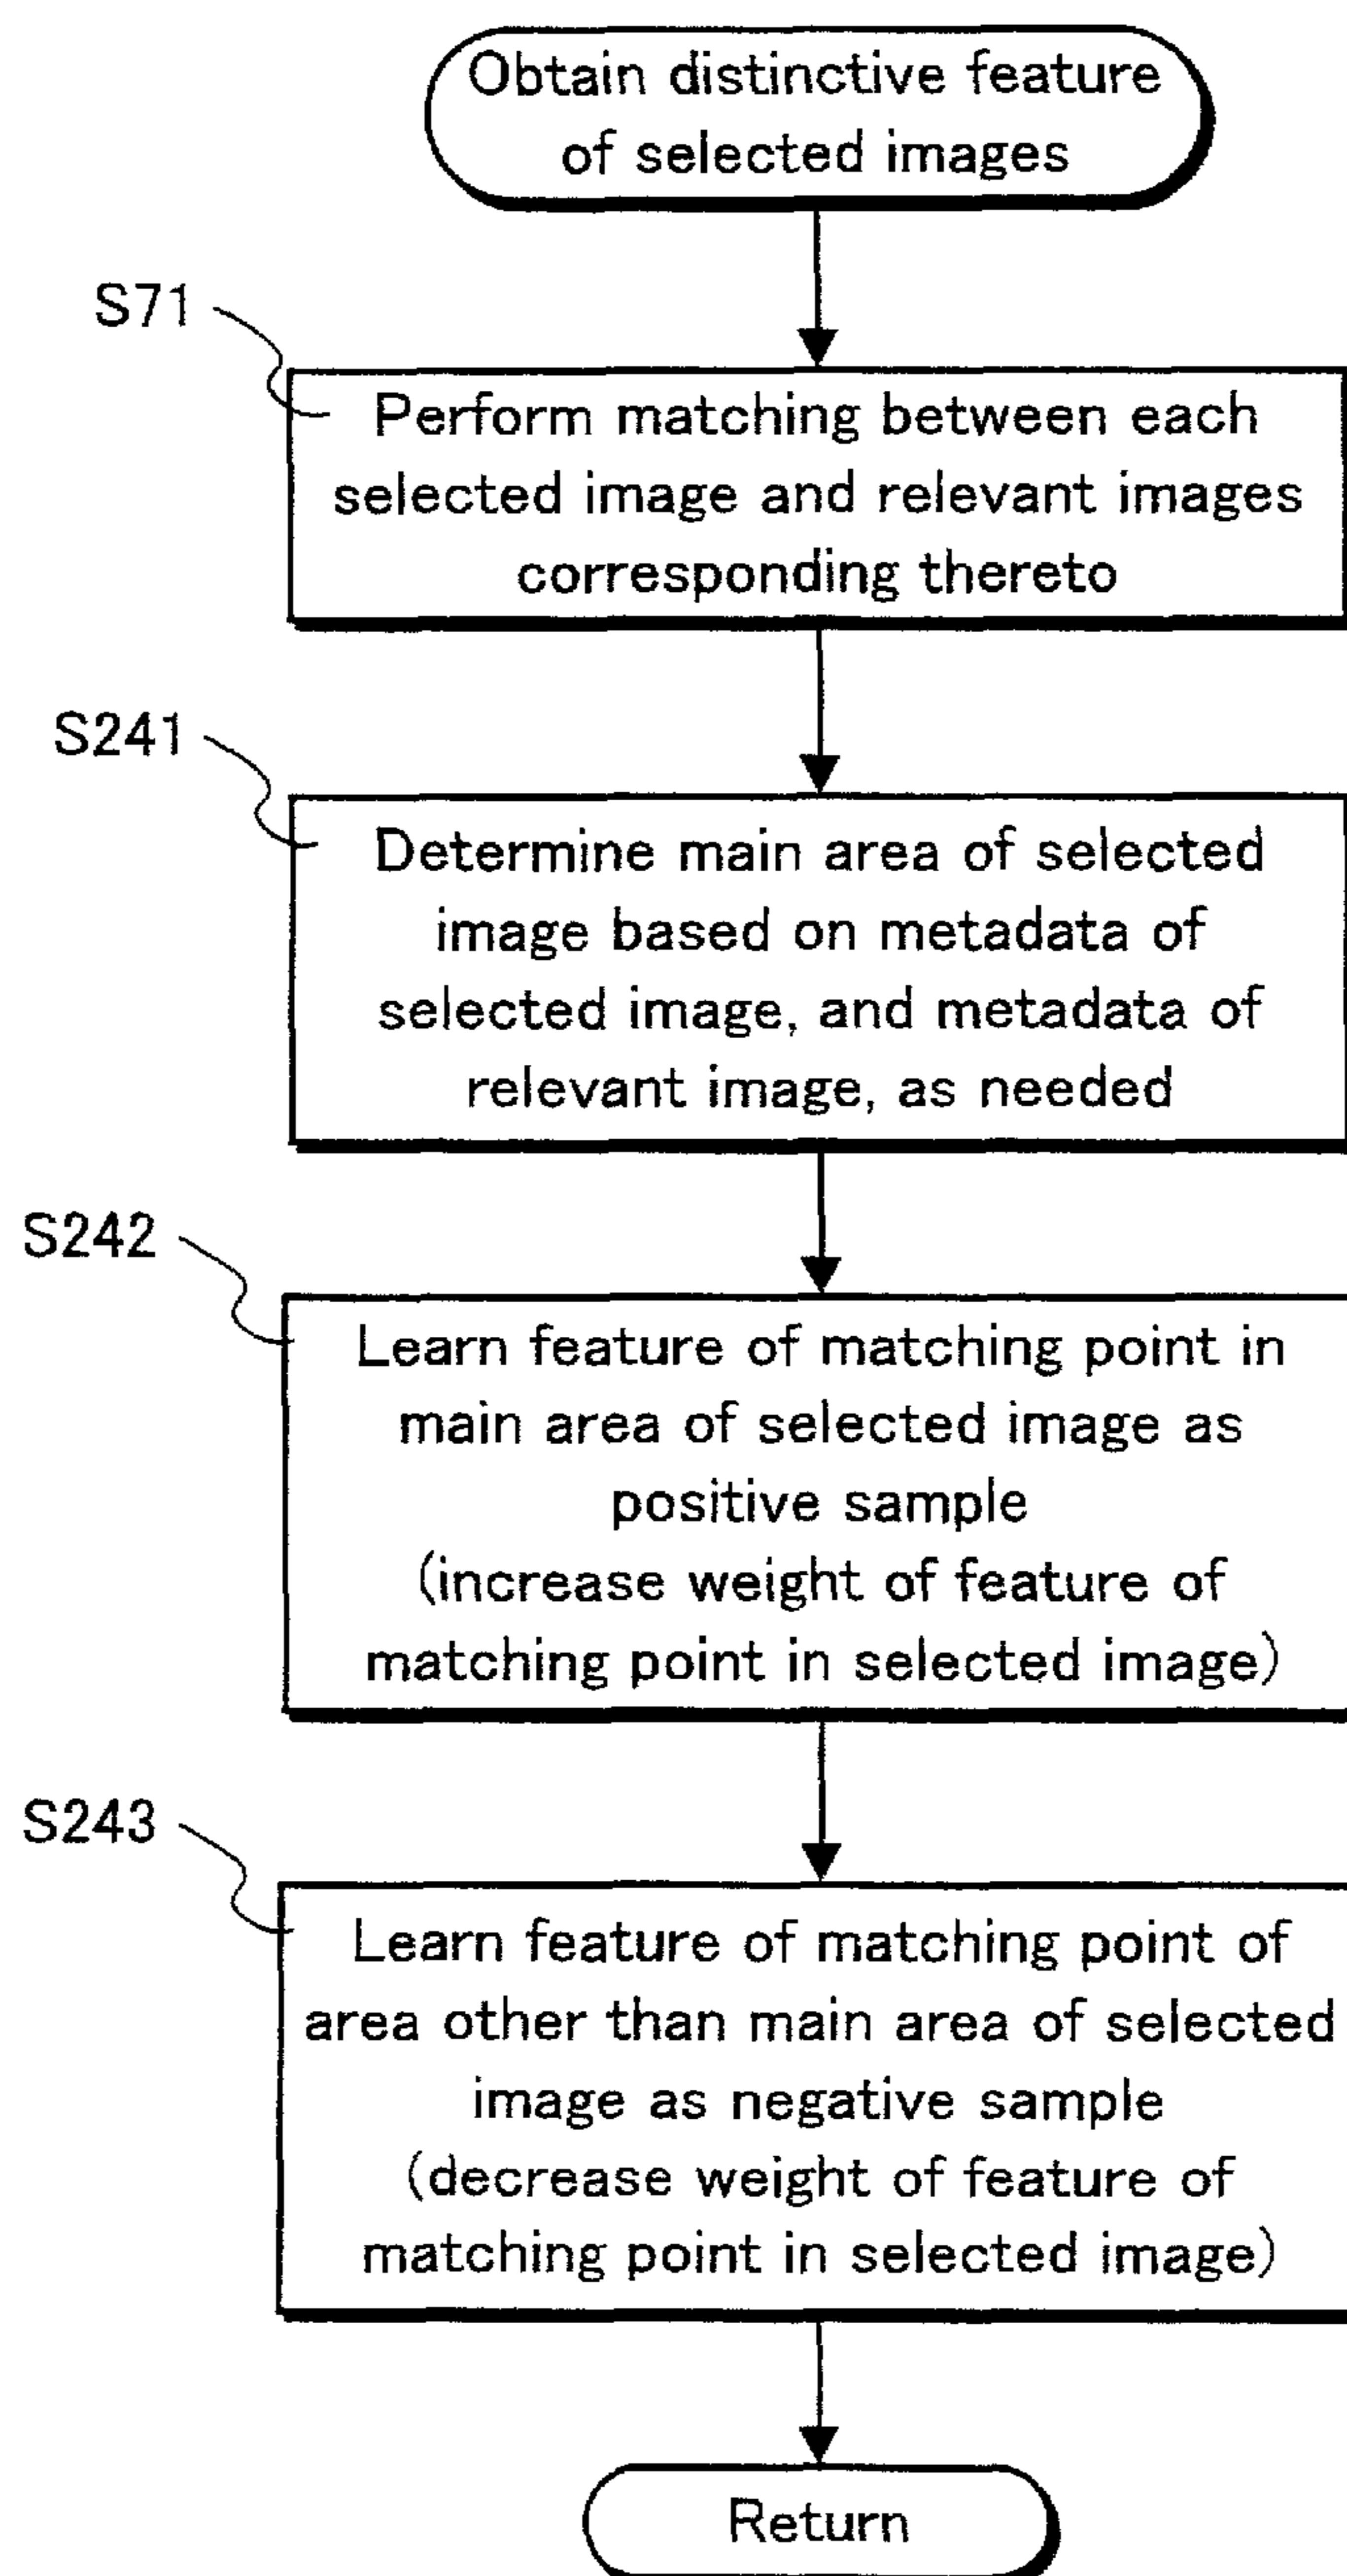 Obtain distinctive feature
of selected images
S71
Perform matching between each
selected image and relevant images
corresponding thereto
S241
Determine main area of selected
image based on metadata of
selected image, and metadata of
relevant image, as needed
S242
Learn feature of matching point in
main area of selected image as
positive sample
(increase weight of feature of
matching point in selected image)
S243
Learn feature of matching point of
area other than main area of selected
image as negative sample
(decrease weight of feature of
matching point in selected image)
Return